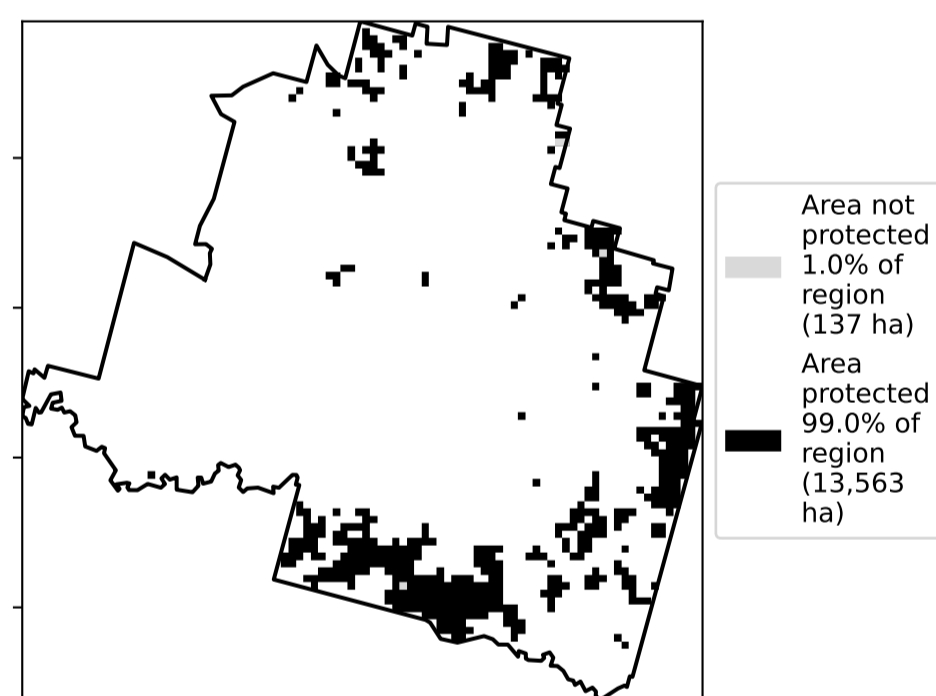 Area not
protected
1.0% of
region
(137 ha)
Area
protected
99.0% of
region
(13,563
ha)